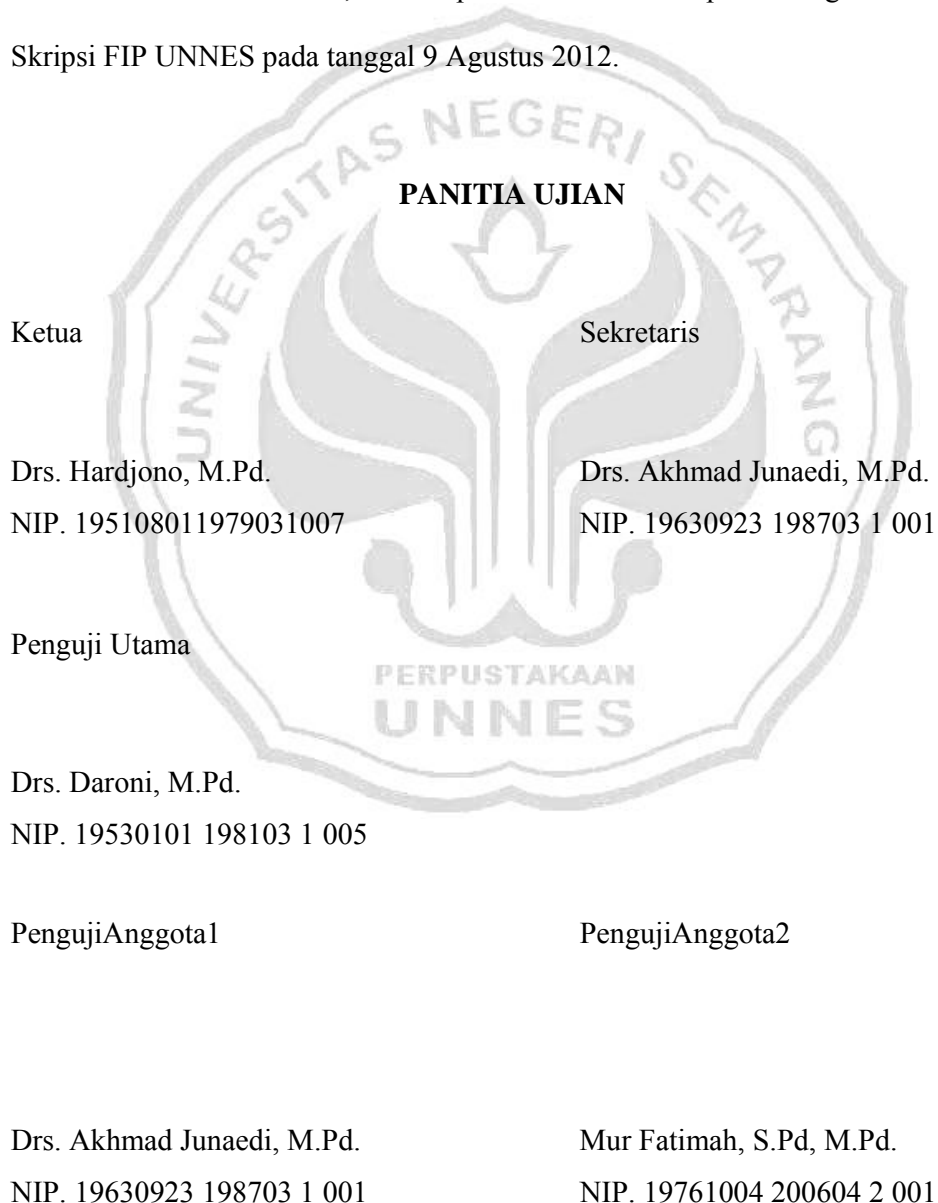 Skripsi FIP UNNES pada tanggal 9 Agustus 2012.
UNIVERSITAS NEGERI SEMARANG
PANITIA UJIAN
Ketua Sekretaris
Drs. Hardjono, M.Pd. Drs. Akhmad Junaedi, M.Pd.
NIP. 195108011979031007 NIP. 19630923 198703 1 001
Penguji Utama
PERPUSTAKAAN
UNNES
Drs. Daroni, M.Pd.
NIP. 19530101 198103 1 005
PengujiAnggota1 PengujiAnggota2
Drs. Akhmad Junaedi, M.Pd. Mur Fatimah, S.Pd, M.Pd.
NIP. 19630923 198703 1 001 NIP. 19761004 200604 2 001